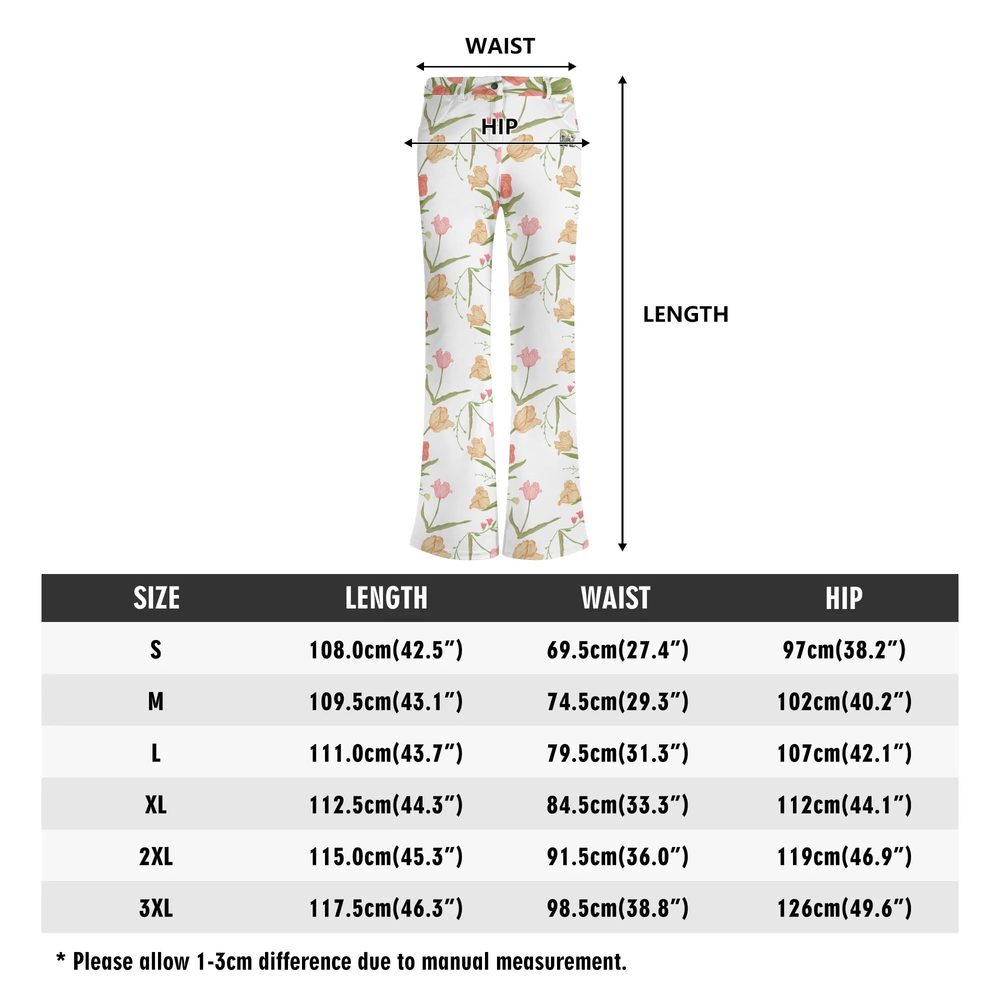 WAIST
HIP
LENGTH
SIZE LENGTH WAIST HIP
S 108.0cm(42.5″) 69.5cm(27.4″) 97cm(38.2″)
M 109.5cm(43.1″) 74.5cm(29.3″) 102cm(40.2″)
L 111.0cm(43.7″) 79.5cm(31.3″) 107cm(42.1″)
XL 112.5cm(44.3″) 84.5cm(33.3″) 112cm(44.1″)
2XL 115.0cm(45.3″) 91.5cm(36.0″) 119cm(46.9″)
3XL 117.5cm(46.3″) 98.5cm(38.8″) 126cm(49.6″)
* Please allow 1-3cm difference due to manual measurement.